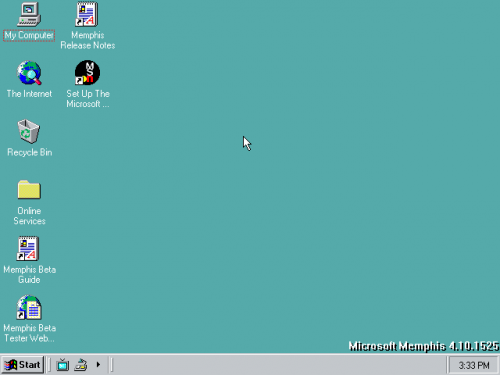 My Computer
Memphis
Release Notes
The Internet
Set Up The
Microsoft ...
Recycle Bin
Online
Services
Memphis Beta
Guide
Memphis Beta
Tester Web...
Microsoft Memphis 4.10.1525
Start
3:33 PM